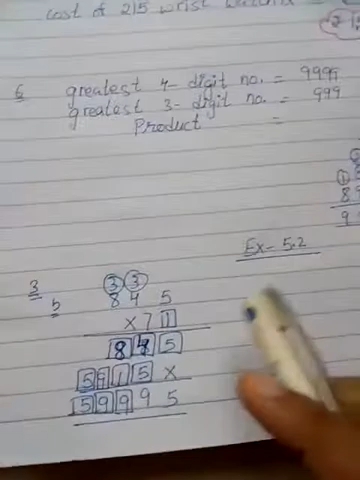 cost of 215 wrist watches =
6 greatest 4-digit no. = 9999
greatest 3-digit no. = 999
Product =
Ex- 5.2
3 b
3 3
8 4 5
x 7 1
8 4 5
5 9 1 5 x
5 9 9 9 5